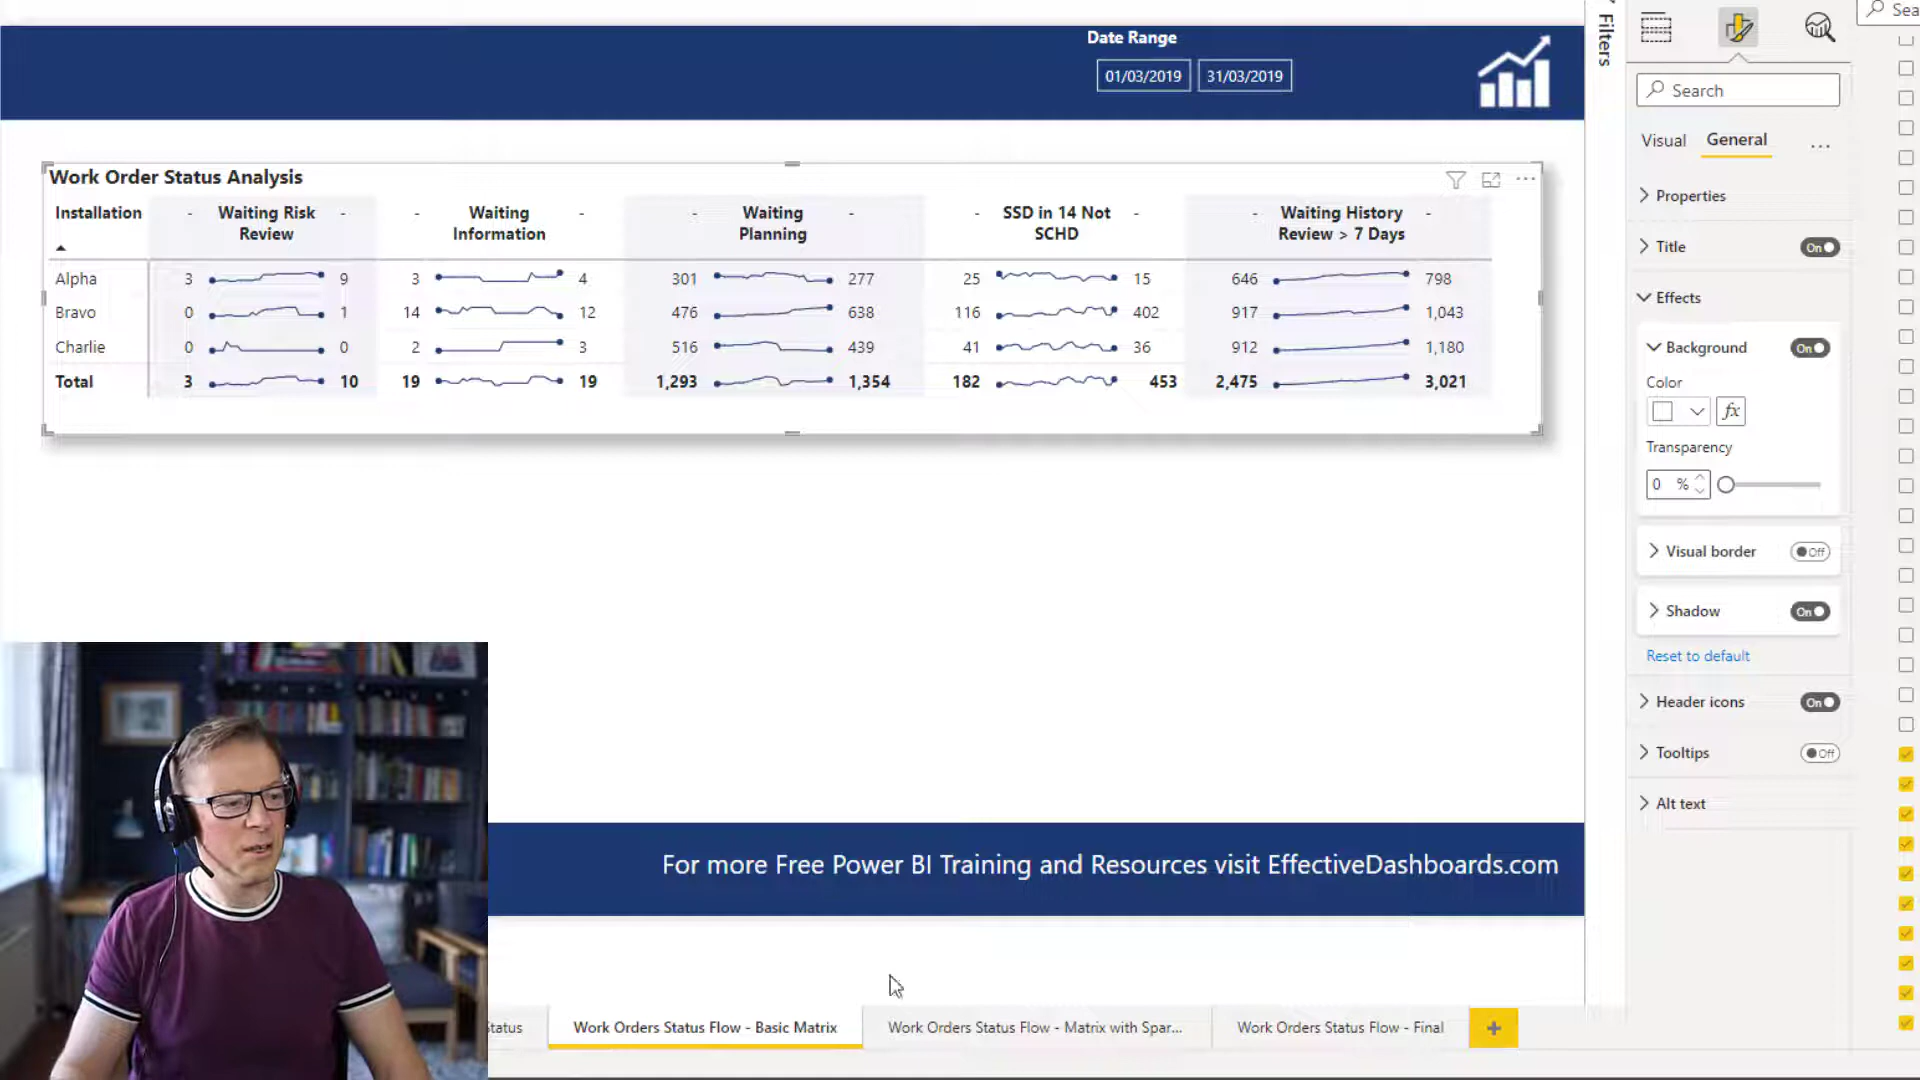 Date Range
01/03/2019 31/03/2019
Work Order Status Analysis
Installation - Waiting Risk Review - - Waiting Information - - Waiting Planning - - SSD in 14 Not SCHD - - Waiting History Review > 7 Days -
Alpha 3 9 3 4 301 277 25 15 646 798
Bravo 0 1 14 12 476 638 116 402 917 1,043
Charlie 0 0 2 3 516 439 41 36 912 1,180
Total 3 10 19 19 1,293 1,354 182 453 2,475 3,021
For more Free Power BI Training and Resources visit EffectiveDashboards.com
tatus
Work Orders Status Flow - Basic Matrix
Work Orders Status Flow - Matrix with Spar...
Work Orders Status Flow - Final
+
Filters
Sea
Search
Visual General ...
Properties
Title On
Effects
Background On
Color
fx
Transparency
0 %
Visual border Off
Shadow On
Reset to default
Header icons On
Tooltips Off
Alt text